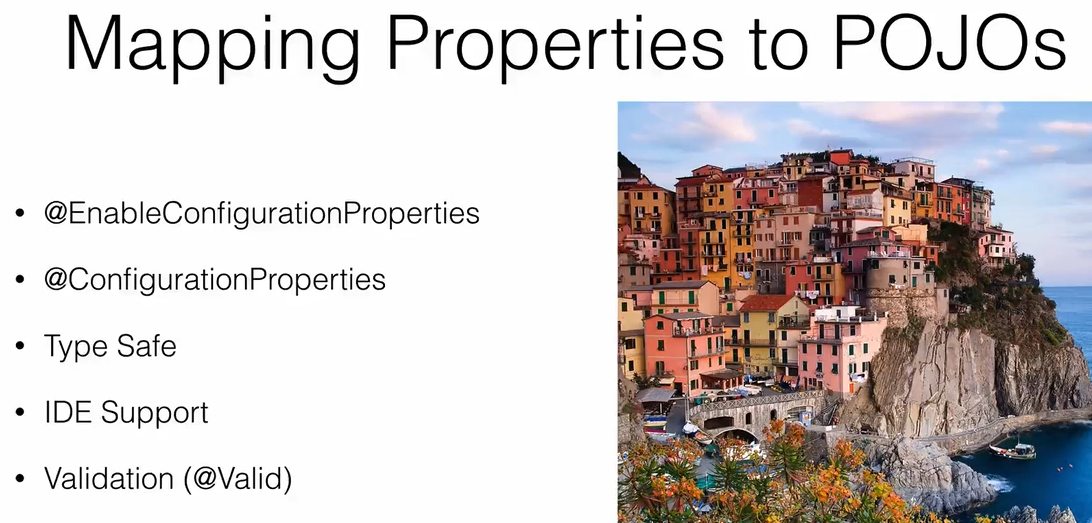 Mapping Properties to POJOs
• @EnableConfigurationProperties
• @ConfigurationProperties
• Type Safe
• IDE Support
• Validation (@Valid)